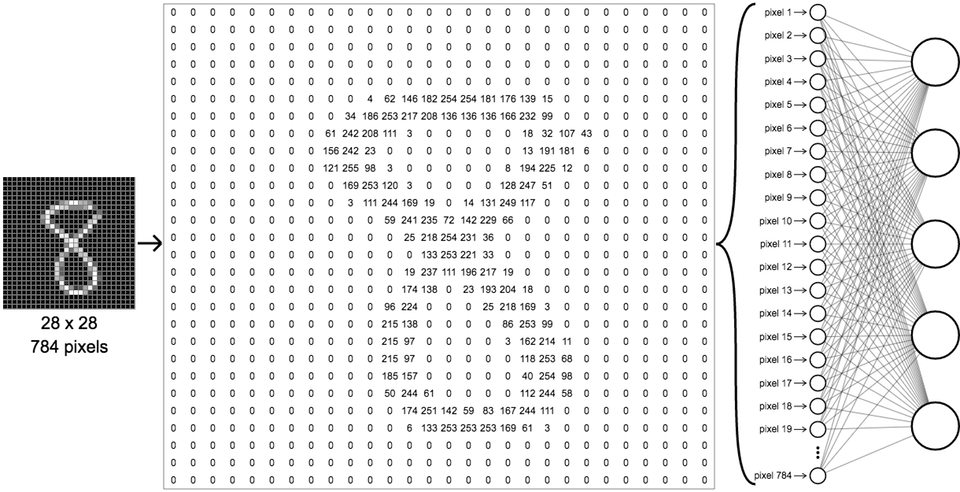 28 x 28
784 pixels
0 0 0 0 0 0 0 0 0 0 0 0 0 0 0 0 0 0 0 0 0 0 0 0 0 0 0 0
0 0 0 0 0 0 0 0 0 0 0 0 0 0 0 0 0 0 0 0 0 0 0 0 0 0 0 0
0 0 0 0 0 0 0 0 0 0 0 0 0 0 0 0 0 0 0 0 0 0 0 0 0 0 0 0
0 0 0 0 0 0 0 0 0 0 0 0 0 0 0 0 0 0 0 0 0 0 0 0 0 0 0 0
0 0 0 0 0 0 0 0 0 0 0 0 0 0 0 0 0 0 0 0 0 0 0 0 0 0 0 0
0 0 0 0 0 0 0 0 0 0 4 62 146 182 254 254 181 176 139 15 0 0 0 0 0 0 0 0
0 0 0 0 0 0 0 0 0 34 186 253 217 208 136 136 136 166 232 99 0 0 0 0 0 0 0 0
0 0 0 0 0 0 0 0 61 242 208 111 3 0 0 0 0 0 18 32 107 43 0 0 0 0 0 0
0 0 0 0 0 0 0 0 156 242 23 0 0 0 0 0 0 0 13 191 181 6 0 0 0 0 0 0
0 0 0 0 0 0 0 0 121 255 98 3 0 0 0 0 0 8 194 225 12 0 0 0 0 0 0 0
0 0 0 0 0 0 0 0 0 169 253 120 3 0 0 0 0 128 247 51 0 0 0 0 0 0 0 0
0 0 0 0 0 0 0 0 0 3 111 244 169 19 0 14 131 249 117 0 0 0 0 0 0 0 0 0
0 0 0 0 0 0 0 0 0 0 0 59 241 235 72 142 229 66 0 0 0 0 0 0 0 0 0 0
0 0 0 0 0 0 0 0 0 0 0 0 25 218 254 231 36 0 0 0 0 0 0 0 0 0 0 0
0 0 0 0 0 0 0 0 0 0 0 0 0 133 253 221 33 0 0 0 0 0 0 0 0 0 0 0
0 0 0 0 0 0 0 0 0 0 0 0 19 237 111 196 217 19 0 0 0 0 0 0 0 0 0 0
0 0 0 0 0 0 0 0 0 0 0 0 174 138 0 23 193 204 18 0 0 0 0 0 0 0 0 0
0 0 0 0 0 0 0 0 0 0 0 96 224 0 0 0 25 218 169 3 0 0 0 0 0 0 0 0
0 0 0 0 0 0 0 0 0 0 0 215 138 0 0 0 0 86 253 99 0 0 0 0 0 0 0 0
0 0 0 0 0 0 0 0 0 0 0 215 97 0 0 0 0 3 162 214 11 0 0 0 0 0 0 0
0 0 0 0 0 0 0 0 0 0 0 215 97 0 0 0 0 0 118 253 68 0 0 0 0 0 0 0
0 0 0 0 0 0 0 0 0 0 0 185 157 0 0 0 0 0 40 254 98 0 0 0 0 0 0 0
0 0 0 0 0 0 0 0 0 0 0 50 244 61 0 0 0 0 112 244 58 0 0 0 0 0 0 0
0 0 0 0 0 0 0 0 0 0 0 0 174 251 142 59 83 167 244 111 0 0 0 0 0 0 0 0
0 0 0 0 0 0 0 0 0 0 0 0 6 133 253 253 253 169 61 3 0 0 0 0 0 0 0 0
0 0 0 0 0 0 0 0 0 0 0 0 0 0 0 0 0 0 0 0 0 0 0 0 0 0 0 0
0 0 0 0 0 0 0 0 0 0 0 0 0 0 0 0 0 0 0 0 0 0 0 0 0 0 0 0
0 0 0 0 0 0 0 0 0 0 0 0 0 0 0 0 0 0 0 0 0 0 0 0 0 0 0 0
pixel 1
pixel 2
pixel 3
pixel 4
pixel 5
pixel 6
pixel 7
pixel 8
pixel 9
pixel 10
pixel 11
pixel 12
pixel 13
pixel 14
pixel 15
pixel 16
pixel 17
pixel 18
pixel 19
pixel 784